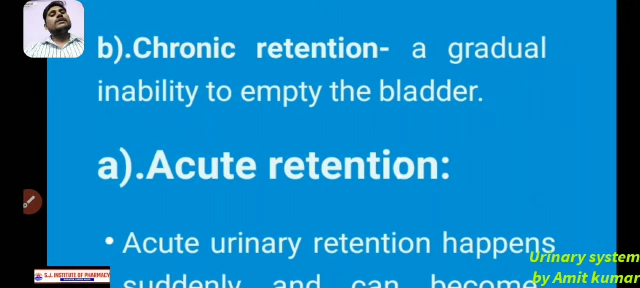 b).Chronic retention- a gradual
inability to empty the bladder.
a).Acute retention:
• Acute urinary retention happens
suddenly and can become
Urinary system
by Amit kumar
S.J. INSTITUTE OF PHARMACY